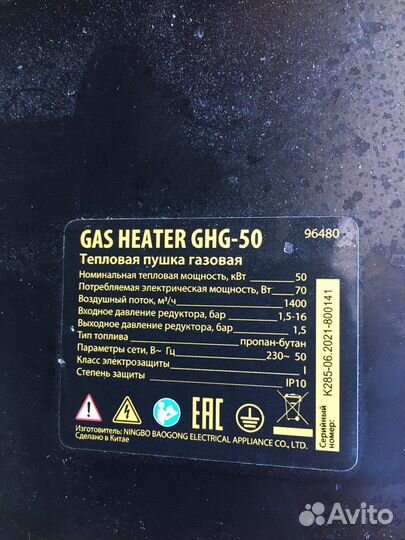 GAS HEATER GHG-50 96480
Тепловая пушка газовая
Номинальная тепловая мощность, кВт 50
Потребляемая электрическая мощность, Вт 70
Воздушный поток, м³/ч 1400
Входное давление редуктора, бар 1,5-16
Выходное давление редуктора, бар 1,5
Тип топлива пропан-бутан
Параметры сети, В~ Гц 230~ 50
Класс электрозащиты I
Степень защиты IP10
EAC
Изготовитель: NINGBO BAOGONG ELECTRICAL APPLIANCE CO., LTD.
Сделано в Китае
Серийный
номер: K285-06.2021-800141
Avito